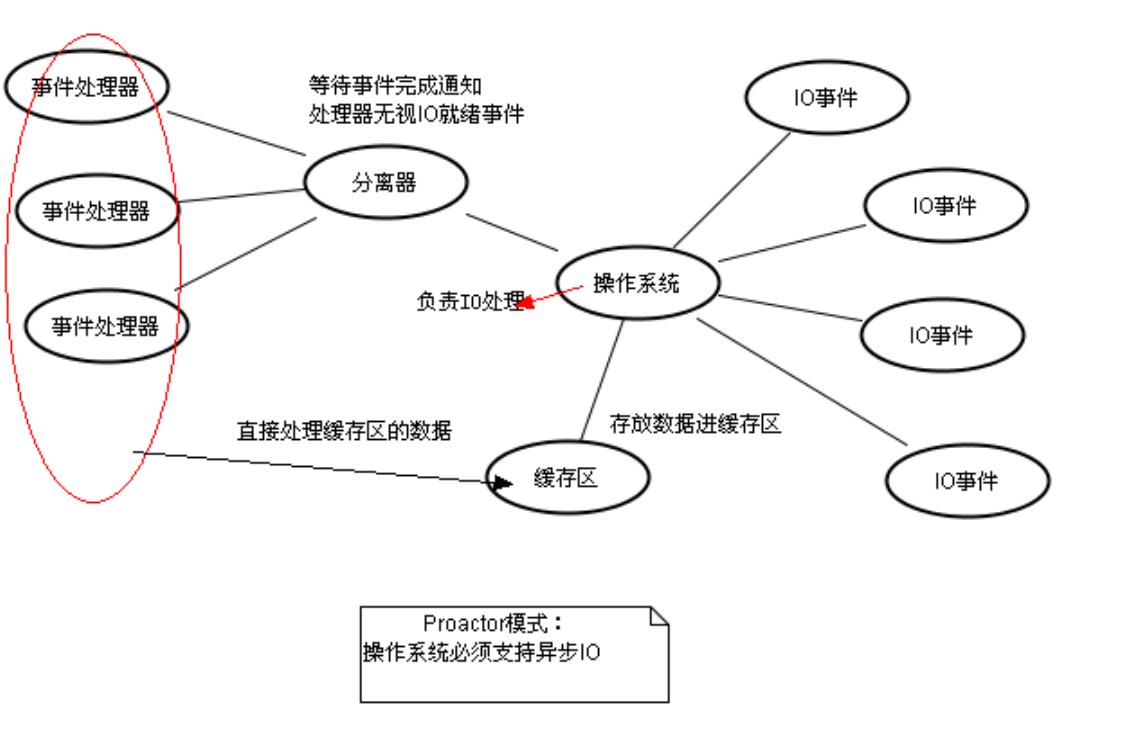 事件处理器
等待事件完成通知
处理器无视IO就绪事件
IO事件
分离器
事件处理器
IO事件
操作系统
负责IO处理
事件处理器
IO事件
直接处理缓存区的数据
存放数据进缓存区
缓存区
IO事件
Proactor模式：
操作系统必须支持异步IO